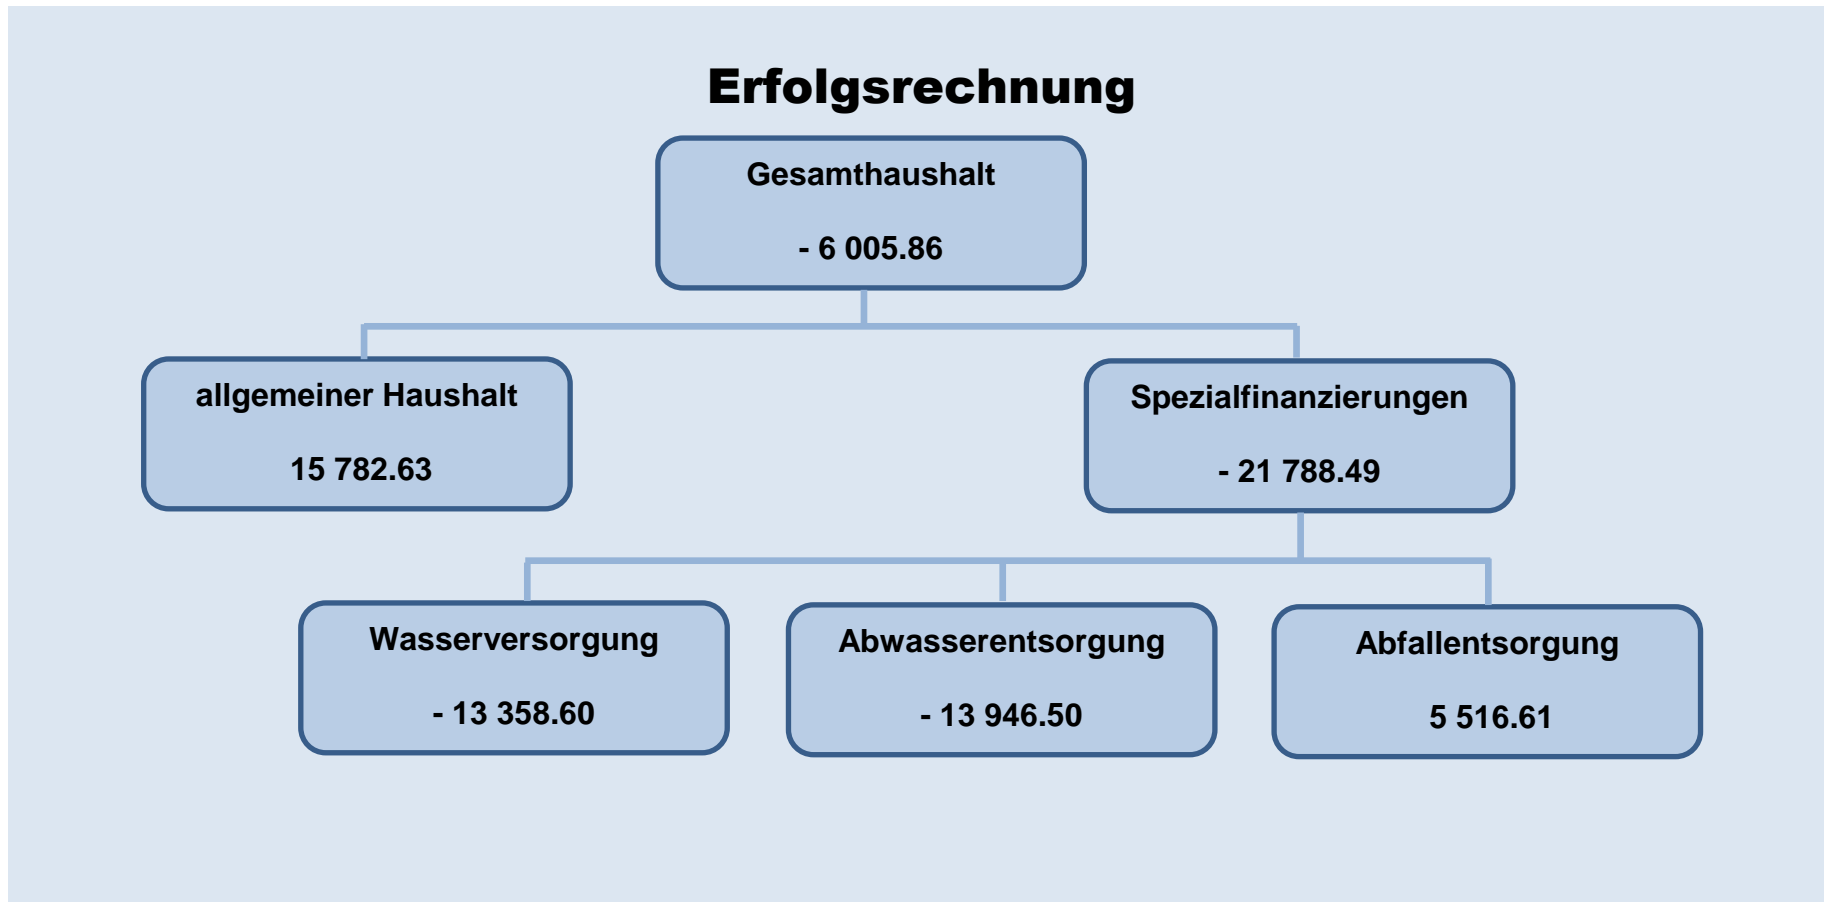 Erfolgsrechnung
Gesamthaushalt
- 6 005.86
allgemeiner Haushalt
15 782.63
Spezialfinanzierungen
- 21 788.49
Wasserversorgung
- 13 358.60
Abwasserentsorgung
- 13 946.50
Abfallentsorgung
5 516.61